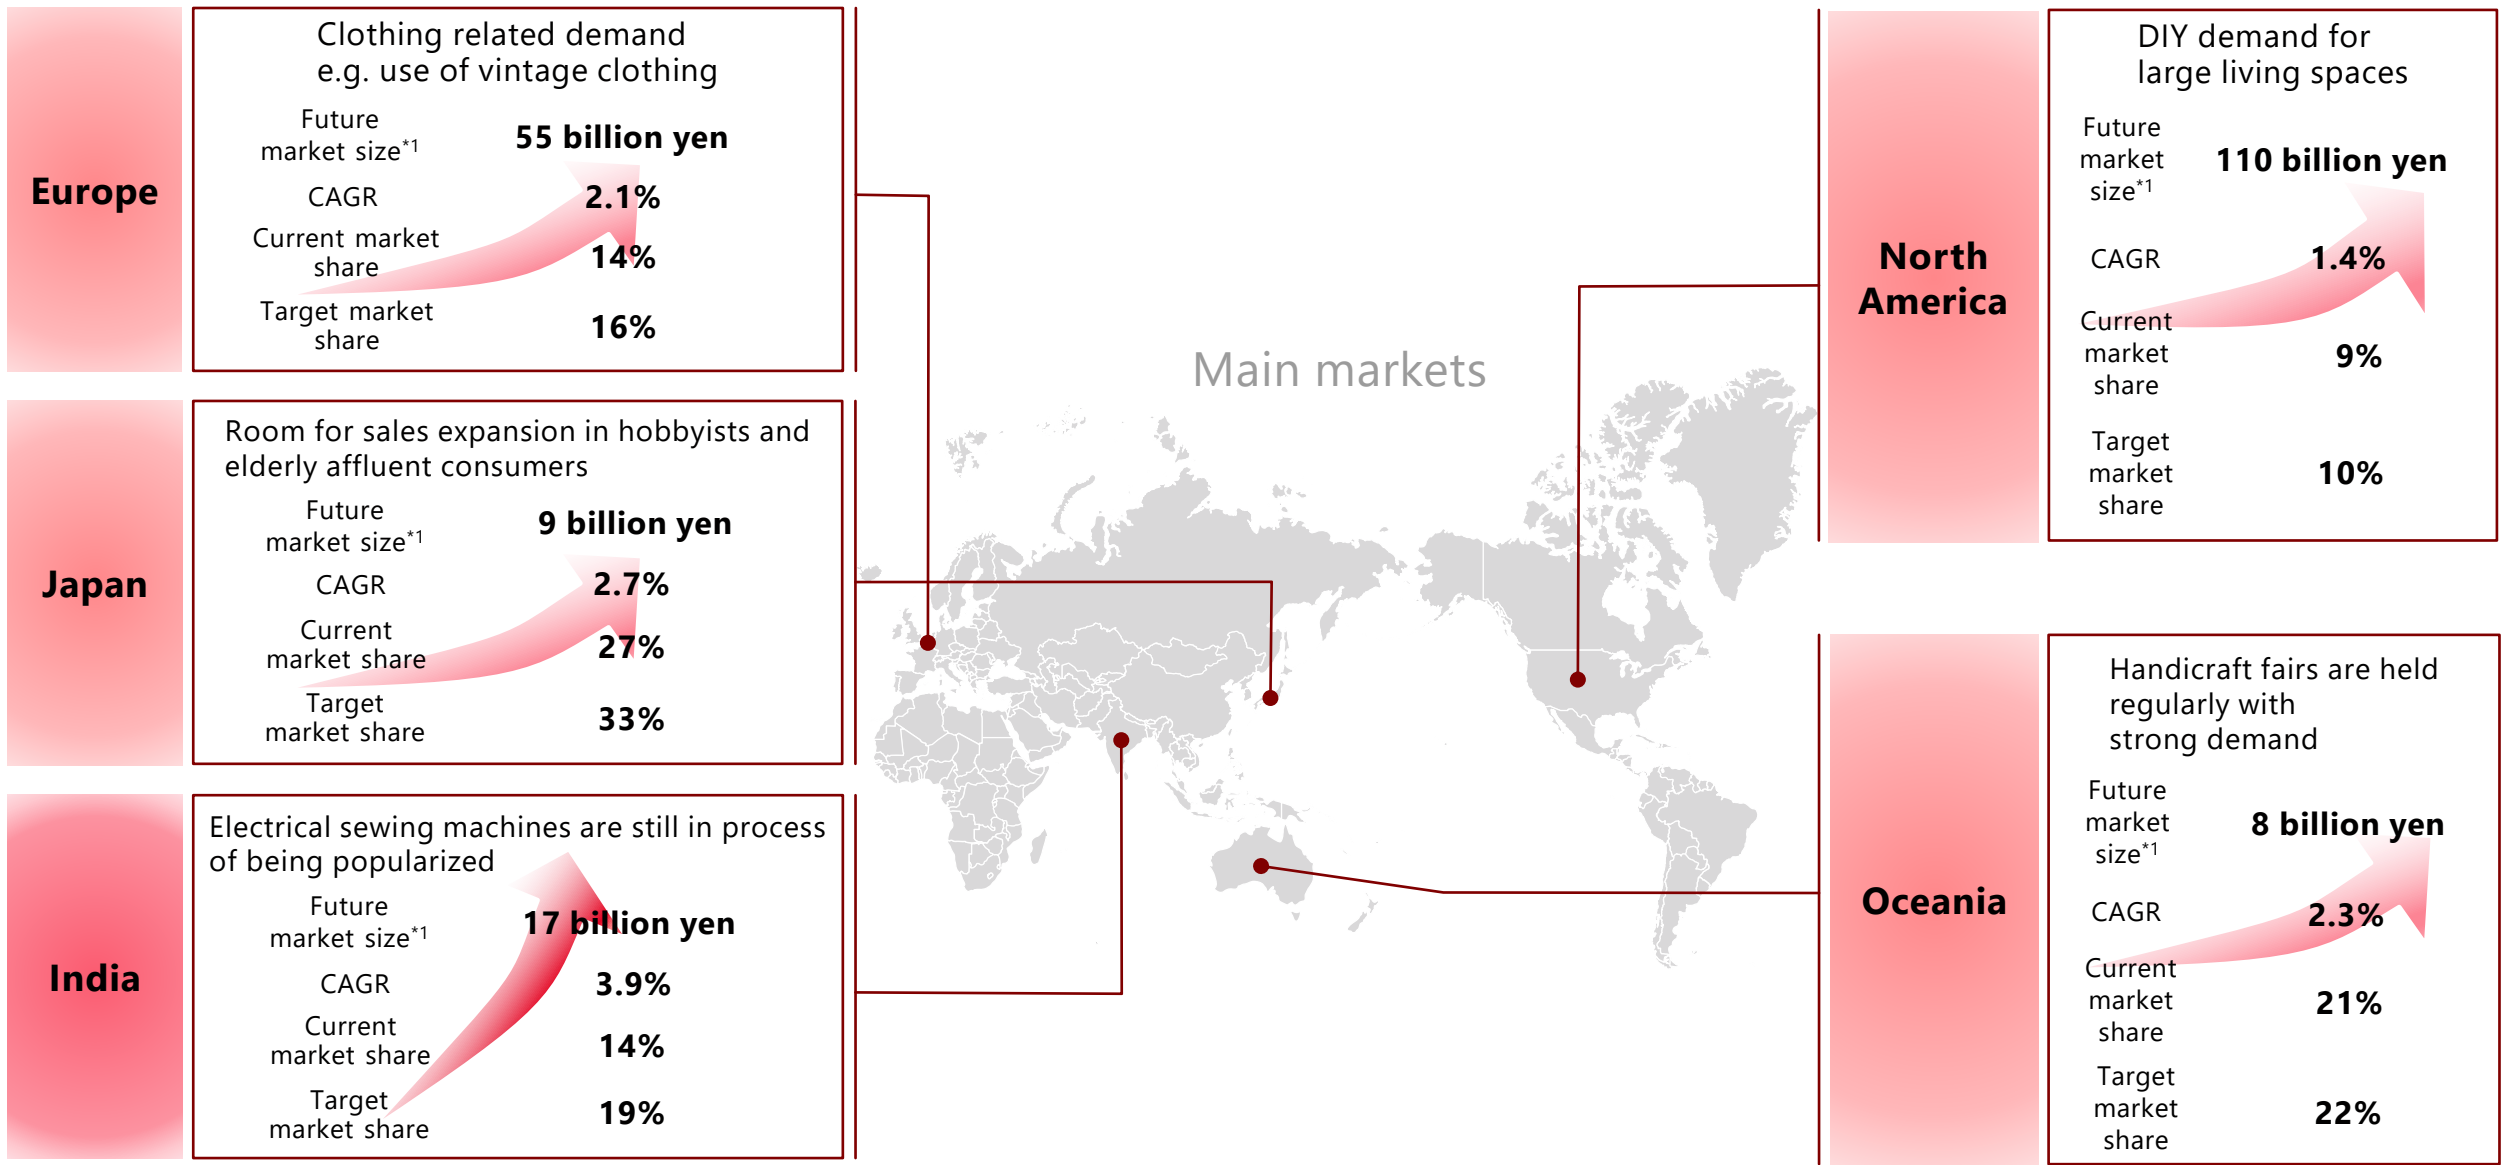 Europe
Clothing related demand
e.g. use of vintage clothing
Future
market size*1
55 billion yen
CAGR
2.1%
Current market
share
14%
Target market
share
16%
Japan
Room for sales expansion in hobbyists and
elderly affluent consumers
Future
market size*1
9 billion yen
CAGR
2.7%
Current
market share
27%
Target
market share
33%
India
Electrical sewing machines are still in process
of being popularized
Future
market size*1
17 billion yen
CAGR
3.9%
Current
market share
14%
Target
market share
19%
Main markets
North
America
DIY demand for
large living spaces
Future
market
size*1
110 billion yen
CAGR
1.4%
Current
market
share
9%
Target
market
share
10%
Oceania
Handicraft fairs are held
regularly with
strong demand
Future
market
size*1
8 billion yen
CAGR
2.3%
Current
market
share
21%
Target
market
share
22%